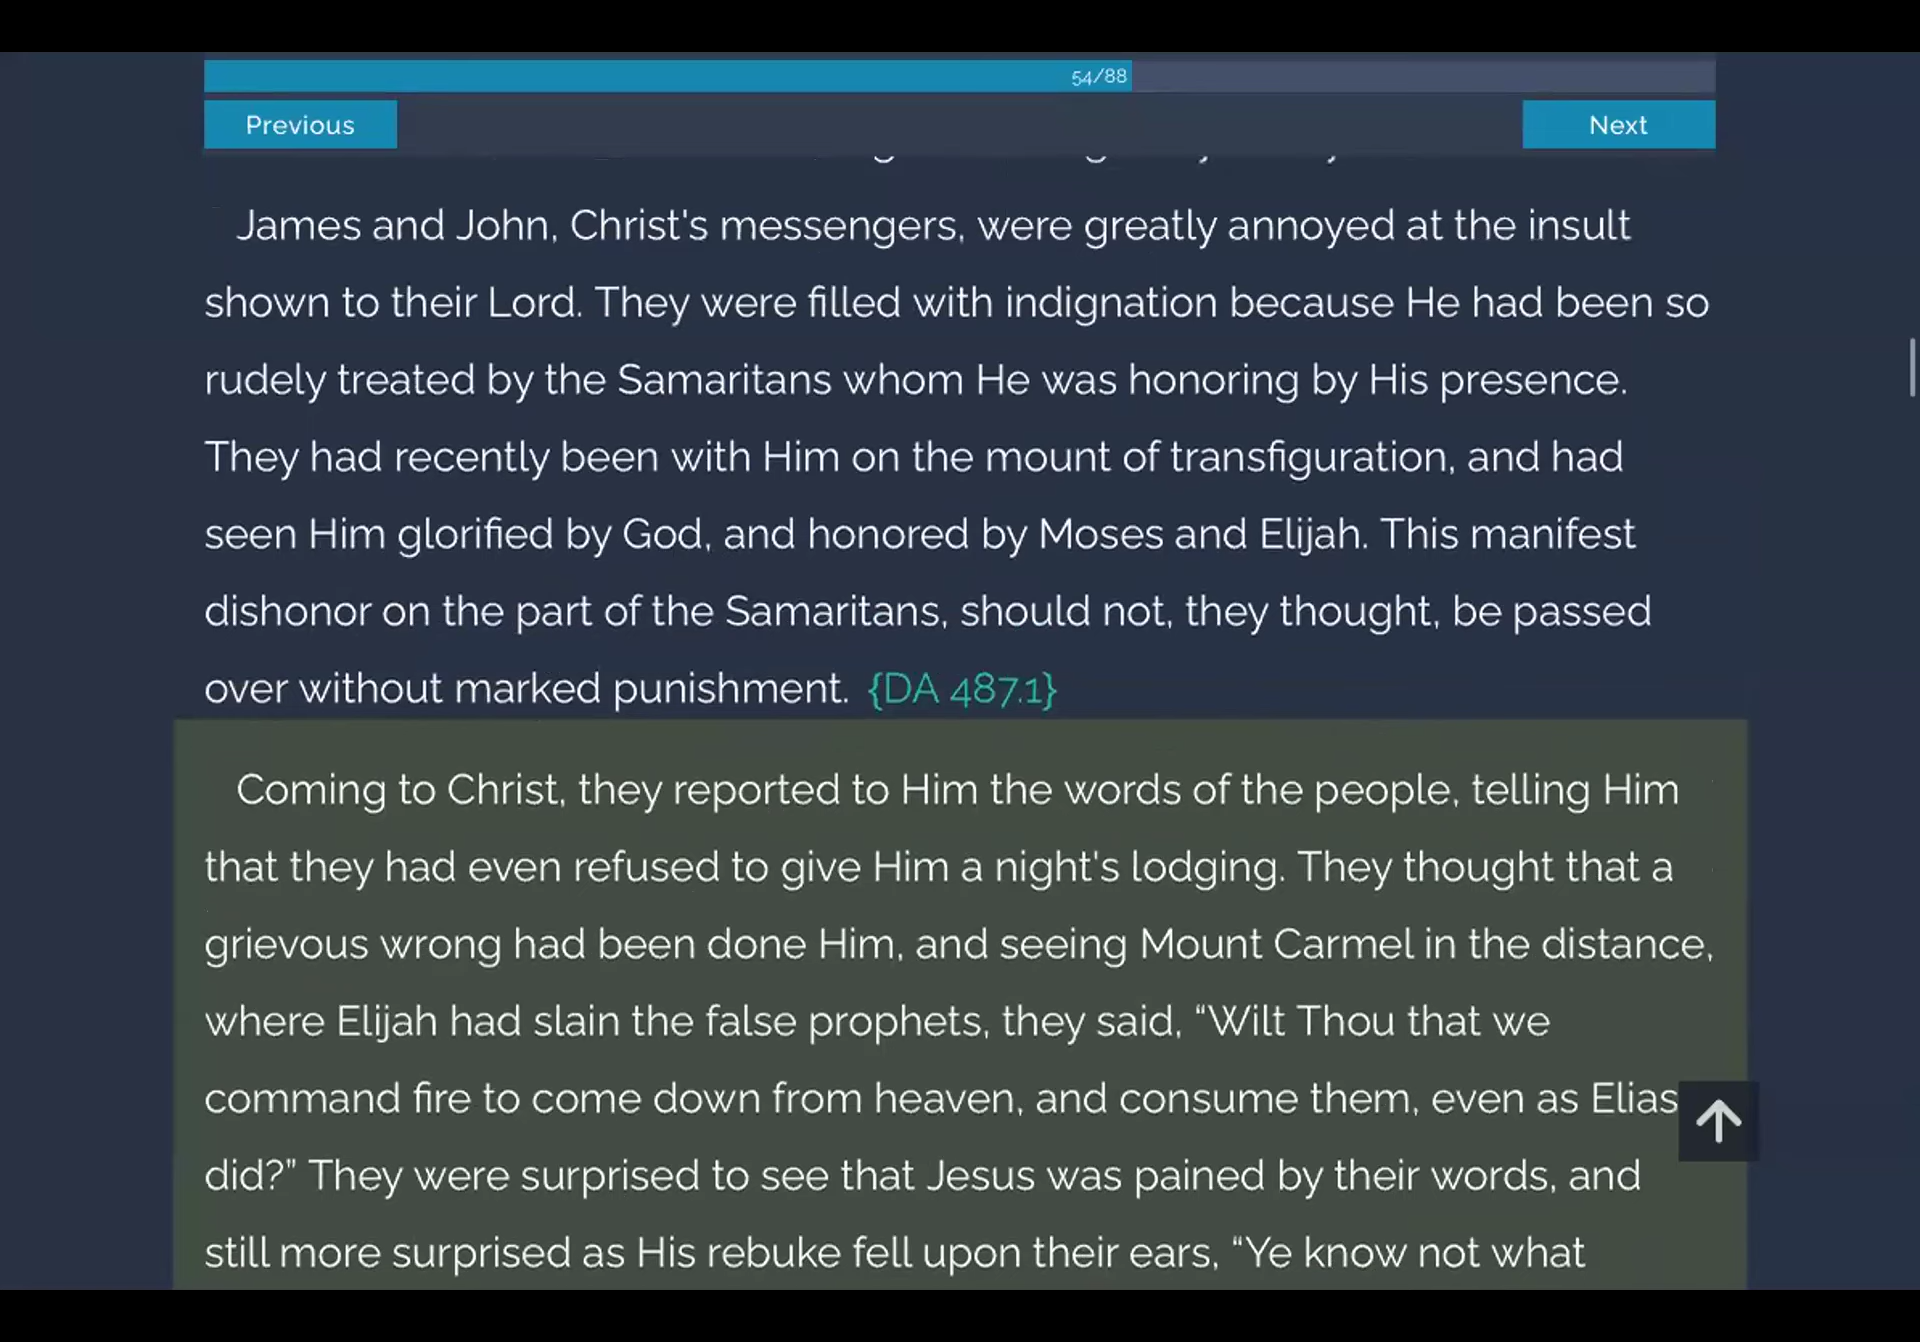 54/88
Previous
Next
James and John, Christ's messengers, were greatly annoyed at the insult
shown to their Lord. They were filled with indignation because He had been so
rudely treated by the Samaritans whom He was honoring by His presence.
They had recently been with Him on the mount of transfiguration, and had
seen Him glorified by God, and honored by Moses and Elijah. This manifest
dishonor on the part of the Samaritans, should not, they thought, be passed
over without marked punishment. {DA 487.1}
Coming to Christ, they reported to Him the words of the people, telling Him
that they had even refused to give Him a night's lodging. They thought that a
grievous wrong had been done Him, and seeing Mount Carmel in the distance,
where Elijah had slain the false prophets, they said, “Wilt Thou that we
command fire to come down from heaven, and consume them, even as Elias
did?” They were surprised to see that Jesus was pained by their words, and
still more surprised as His rebuke fell upon their ears, “Ye know not what